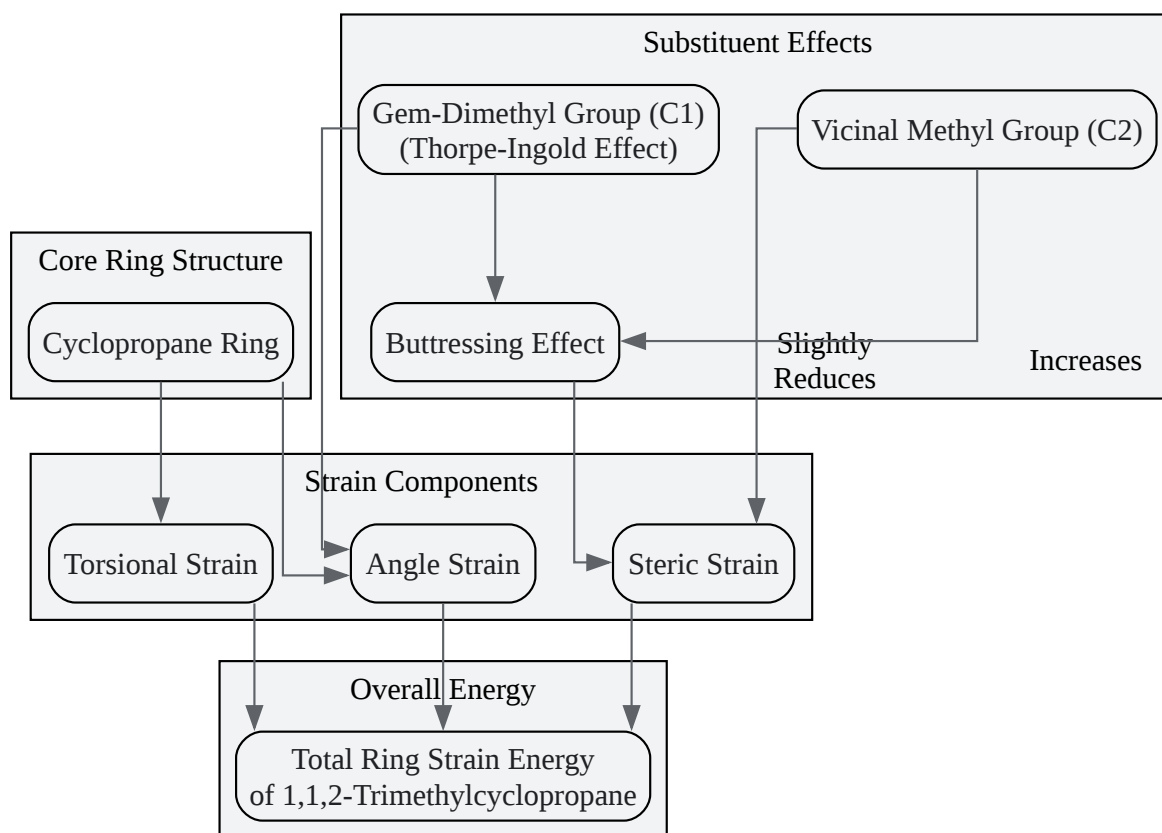 Substituent Effects
Gem-Dimethyl Group (C1)
(Thorpe-Ingold Effect)
Vicinal Methyl Group (C2)
Core Ring Structure
Cyclopropane Ring
Buttressing Effect
Slightly
Reduces
Increases
Strain Components
Torsional Strain
Angle Strain
Steric Strain
Overall Energy
Total Ring Strain Energy
of 1,1,2-Trimethylcyclopropane